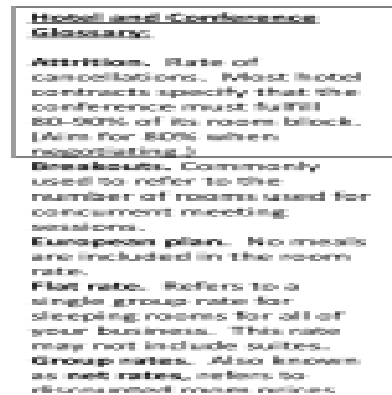 Hotel and Conference
Glossary:
Attrition. Rate of
cancellations. Most hotel
contracts specify that the
conference must fulfill
80-90% of its room block.
(Aim for 80% when
negotiating.)
Breakouts. Commonly
used to refer to the
number of rooms used for
concurrent meeting
sessions.
European plan. No meals
are included in the room
rate.
Flat rate. Refers to a
single group rate for
sleeping rooms for all of
your business. This rate
may not include suites.
Group rates. Also known
as net rates, refers to
discounted room prices